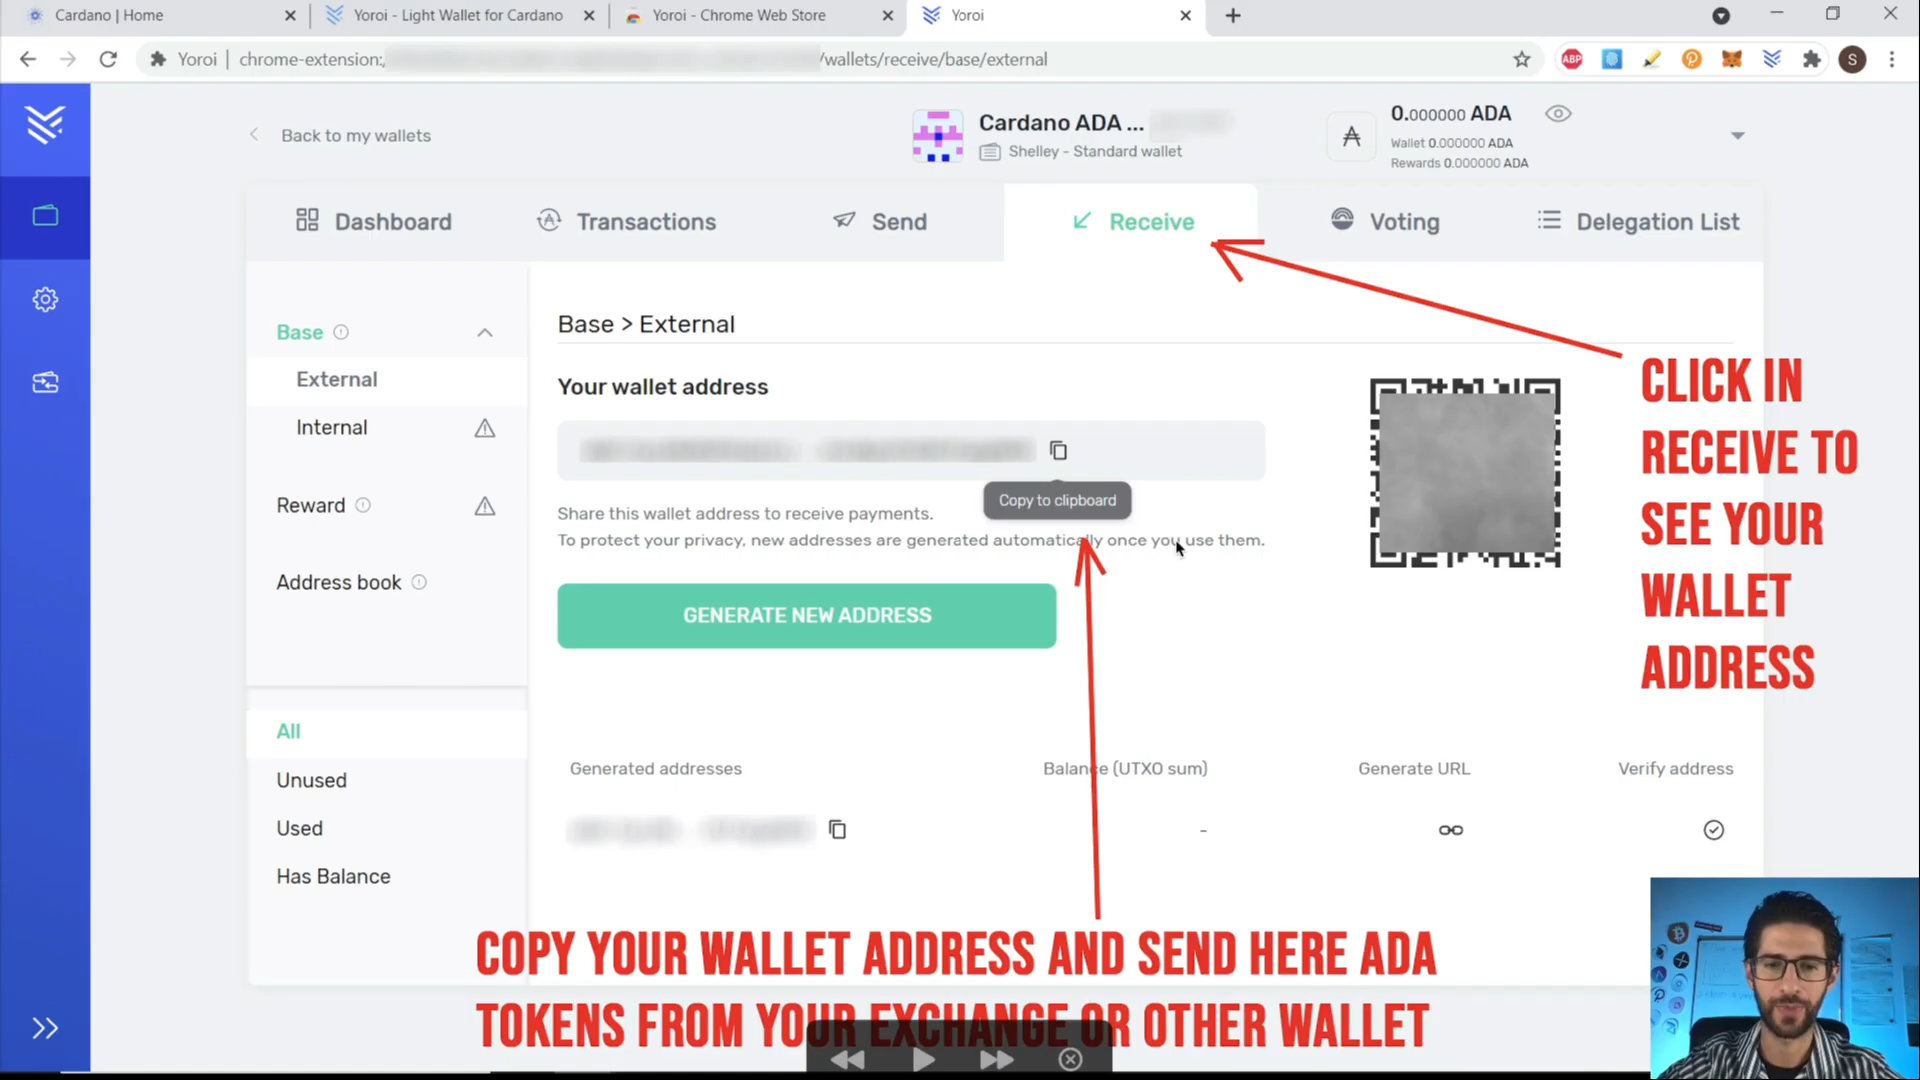 Cardano | Home
Yoroi - Light Wallet for Cardano
Yoroi - Chrome Web Store
Yoroi
Yoroi | chrome-extension:/ /wallets/receive/base/external
ABP
S
Back to my wallets
Cardano ADA ...
Shelley - Standard wallet
0.000000 ADA
Wallet 0.000000 ADA
Rewards 0.000000 ADA
Dashboard
Transactions
Send
Receive
Voting
Delegation List
Base
External
Internal
Reward
Address book
All
Unused
Used
Has Balance
Base > External
Your wallet address
Copy to clipboard
Share this wallet address to receive payments.
To protect your privacy, new addresses are generated automatically once you use them.
GENERATE NEW ADDRESS
Generated addresses
Balance (UTXO sum)
Generate URL
Verify address
-
CLICK IN
RECEIVE TO
SEE YOUR
WALLET
ADDRESS
COPY YOUR WALLET ADDRESS AND SEND HERE ADA
TOKENS FROM YOUR EXCHANGE OR OTHER WALLET